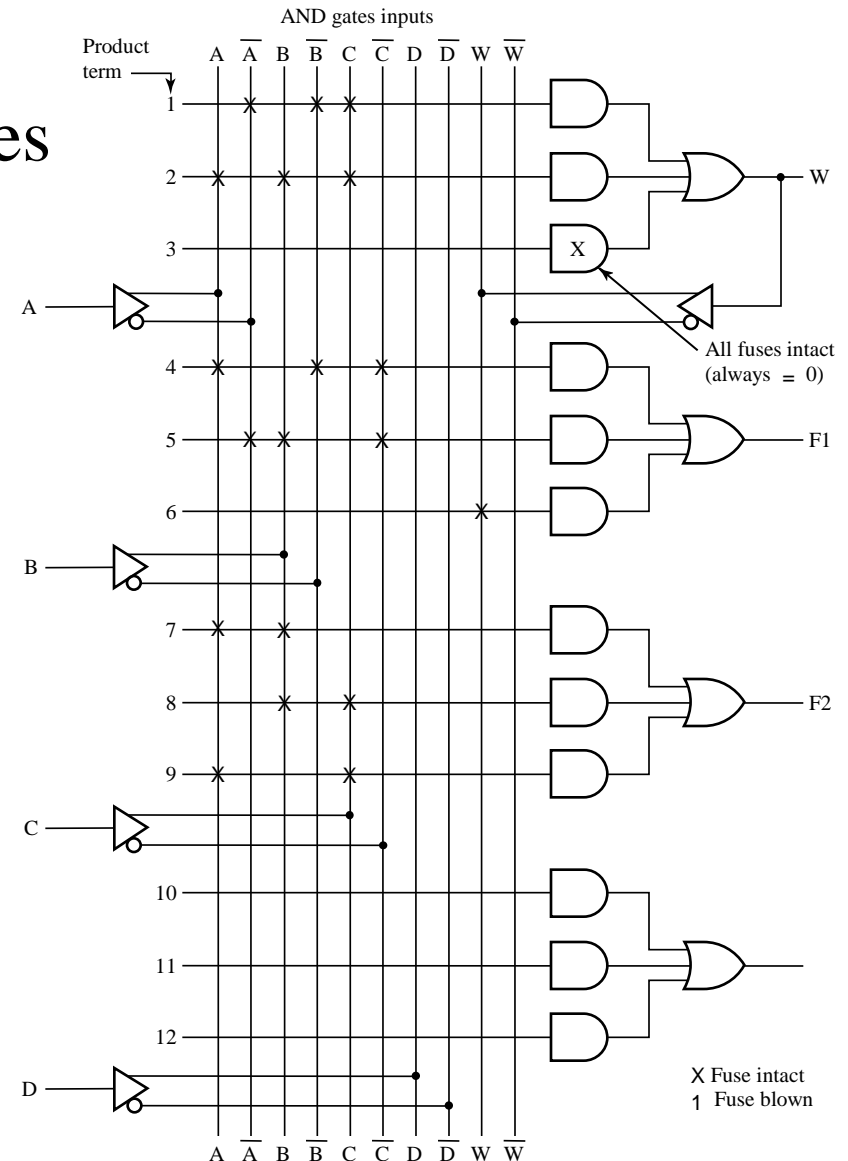 AND gates inputs
Product
term
A A̅ B B̅ C C̅ D D̅ W W̅
es
1 X X X
2 X X X
W
3 X
A
All fuses intact
(always = 0)
4 X X X
5 X X X
F1
6 X
B
7 X X
8 X X
F2
9 X X
C
10
11
12
X Fuse intact
1 Fuse blown
D
A A̅ B B̅ C C̅ D D̅ W W̅